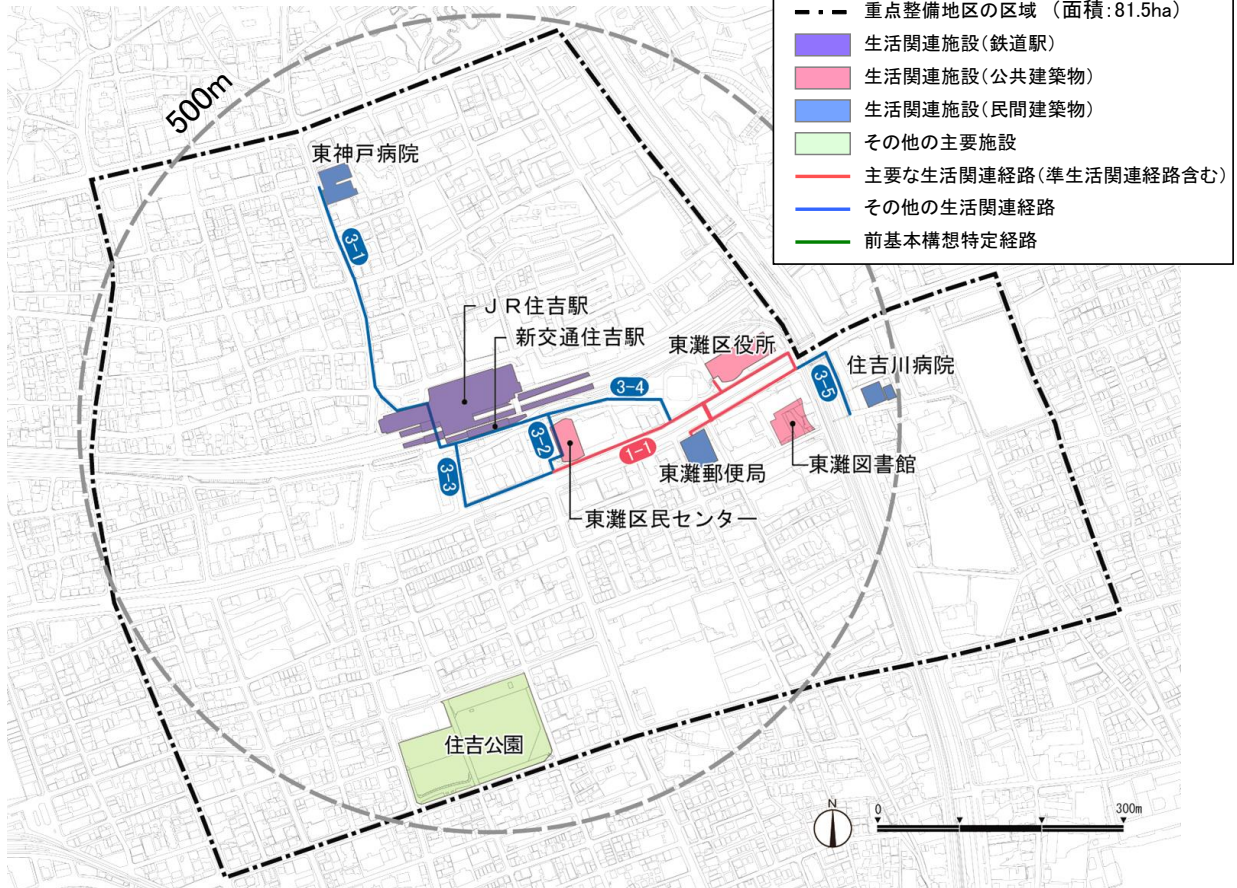 重点整備地区の区域 （面積：81.5ha）
生活関連施設（鉄道駅）
生活関連施設（公共建築物）
生活関連施設（民間建築物）
その他の主要施設
主要な生活関連経路（準生活関連経路含む）
その他の生活関連経路
前基本構想特定経路
500m
東神戸病院
3-1
ＪＲ住吉駅
新交通住吉駅
東灘区役所
住吉川病院
3-4
3-5
3-2
1-1
3-3
東灘郵便局
東灘図書館
東灘区民センター
住吉公園
N
0
300m